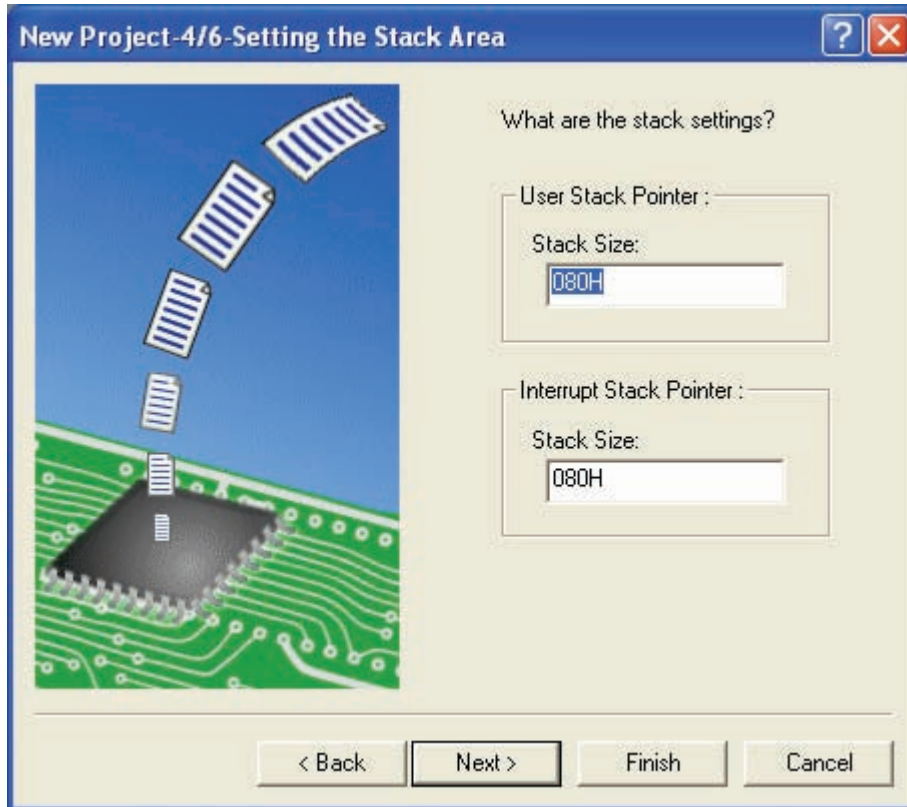 New Project-4/6-Setting the Stack Area
What are the stack settings?
User Stack Pointer :
Stack Size:
080H
Interrupt Stack Pointer :
Stack Size:
080H
< Back
Next >
Finish
Cancel